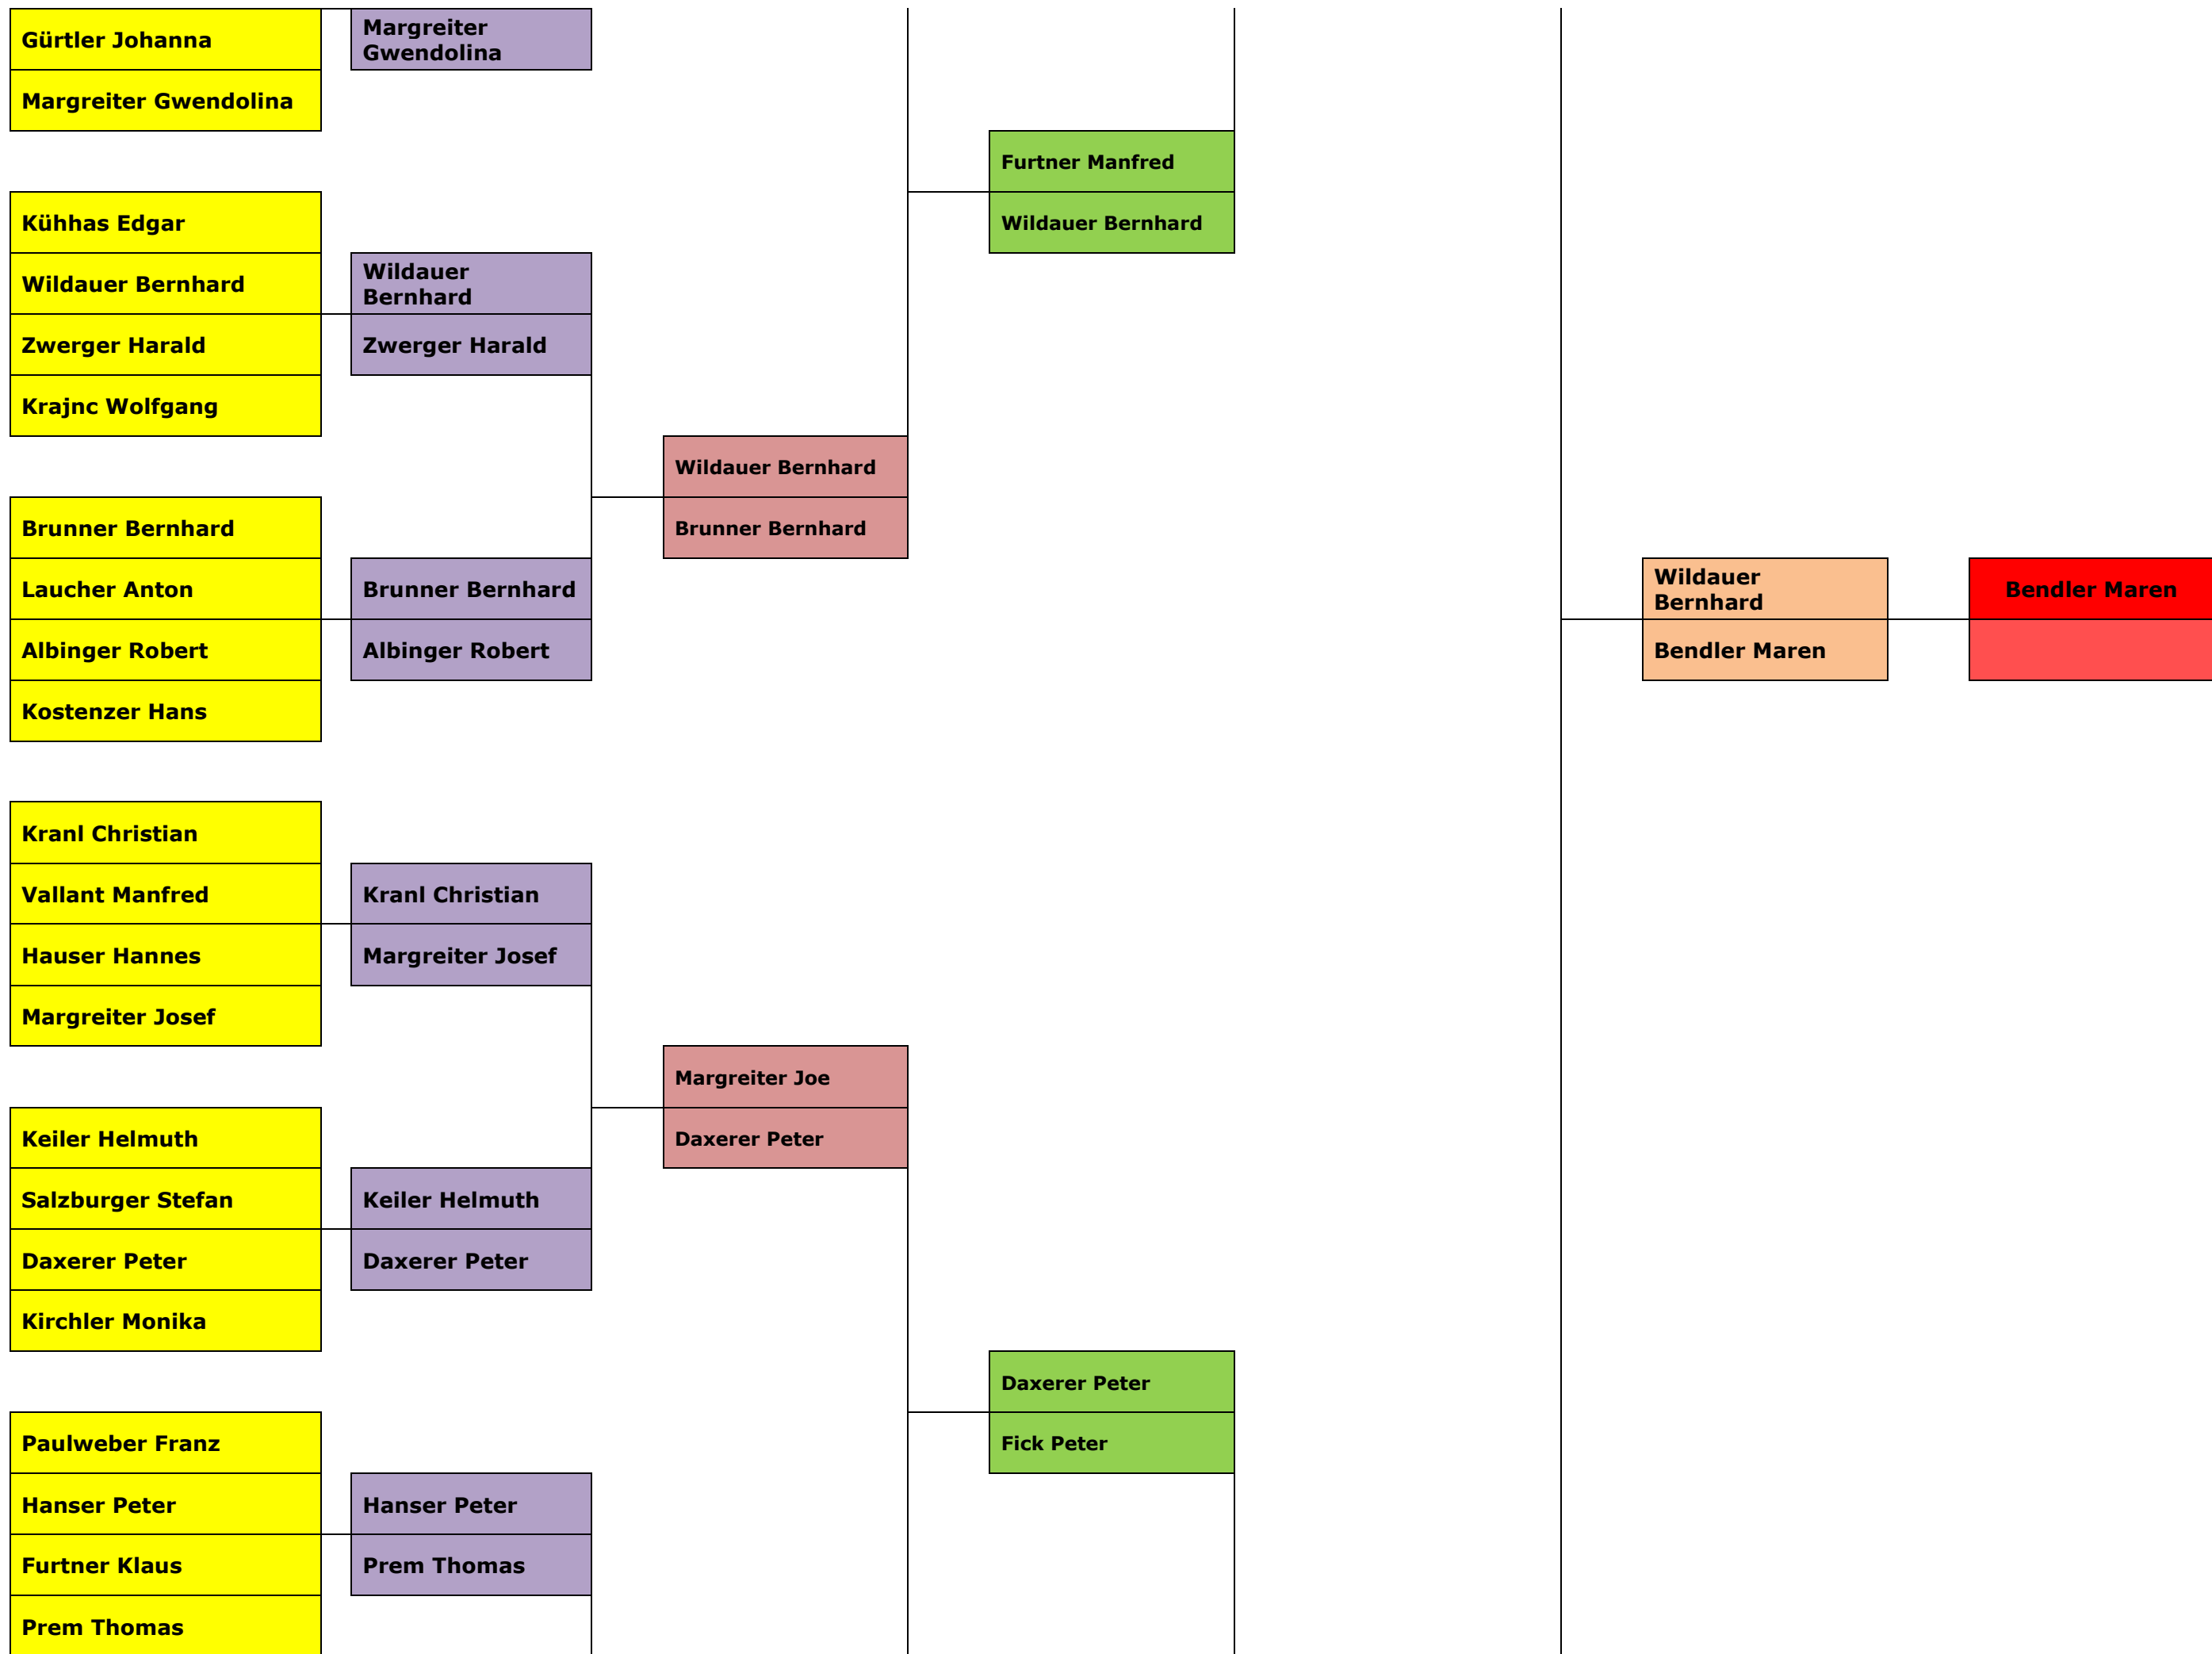 Gürtler Johanna
Margreiter Gwendolina
Kühhas Edgar
Wildauer Bernhard
Zwerger Harald
Krajnc Wolfgang
Brunner Bernhard
Laucher Anton
Albinger Robert
Kostenzer Hans
Kranl Christian
Vallant Manfred
Hauser Hannes
Margreiter Josef
Keiler Helmuth
Salzburger Stefan
Daxerer Peter
Kirchler Monika
Paulweber Franz
Hanser Peter
Furtner Klaus
Prem Thomas
Margreiter
Gwendolina
Wildauer
Bernhard
Zwerger Harald
Brunner Bernhard
Albinger Robert
Kranl Christian
Margreiter Josef
Keiler Helmuth
Daxerer Peter
Hanser Peter
Prem Thomas
Wildauer Bernhard
Brunner Bernhard
Margreiter Joe
Daxerer Peter
Furtner Manfred
Wildauer Bernhard
Daxerer Peter
Fick Peter
Wildauer
Bernhard
Bendler Maren
Bendler Maren